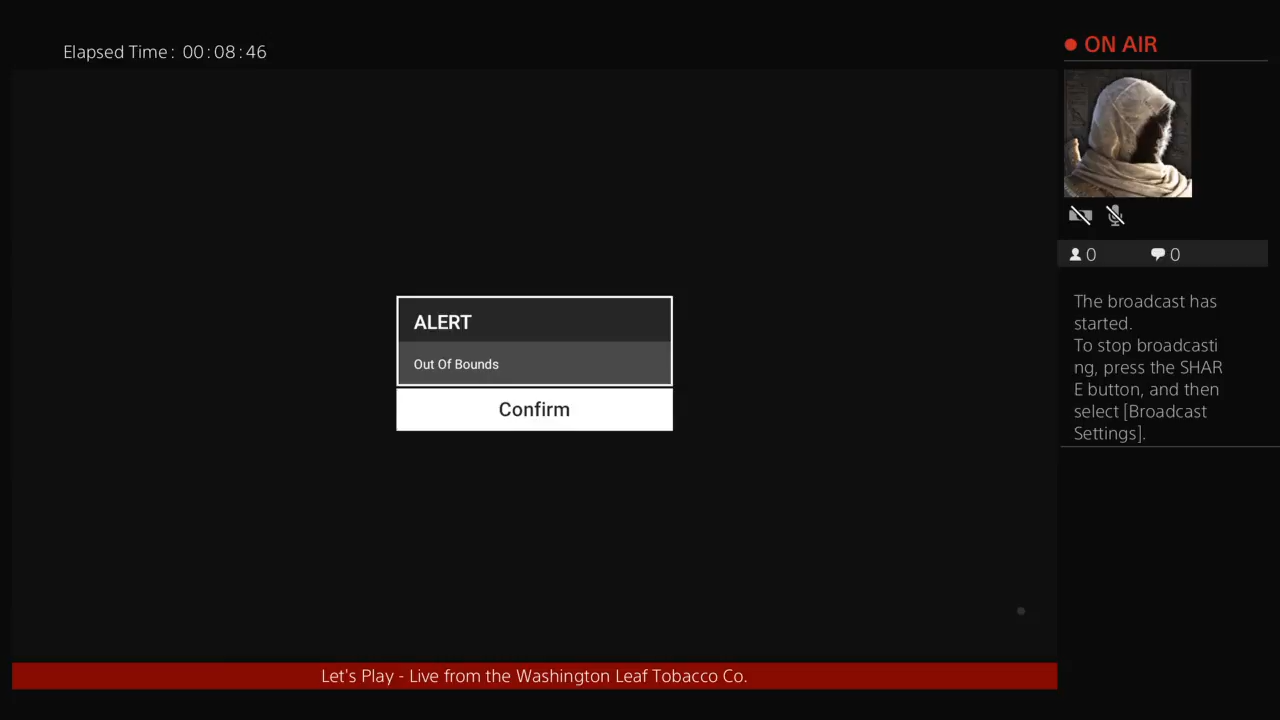 Elapsed Time: 00:08:46
ON AIR
0 0
The broadcast has
started.
To stop broadcasti
ng, press the SHAR
E button, and then
select [Broadcast
Settings].
ALERT
Out Of Bounds
Confirm
Let's Play - Live from the Washington Leaf Tobacco Co.